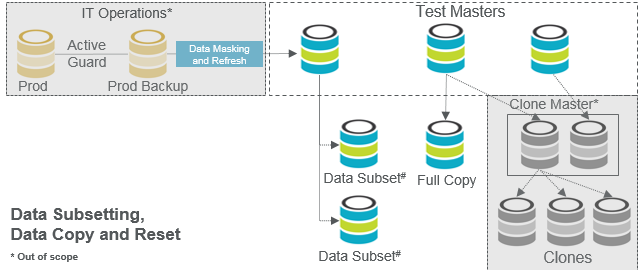 IT Operations*
Test Masters
Active
Guard
Data Masking
and Refresh
Prod
Prod Backup
Clone Master*
Data Subset#
Full Copy
Data Subset#
Clones
Data Subsetting,
Data Copy and Reset
* Out of scope